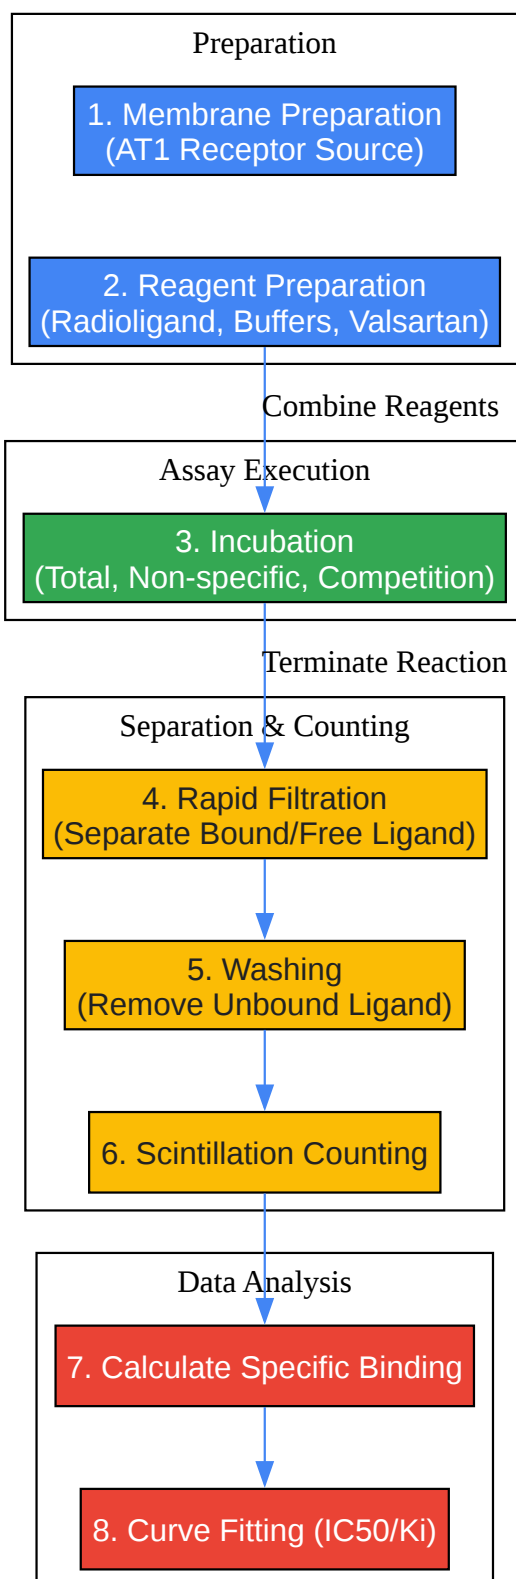 Preparation
1. Membrane Preparation
(AT1 Receptor Source)
2. Reagent Preparation
(Radioligand, Buffers, Valsartan)
Combine Reagents
Assay Execution
3. Incubation
(Total, Non-specific, Competition)
Terminate Reaction
Separation & Counting
4. Rapid Filtration
(Separate Bound/Free Ligand)
5. Washing
(Remove Unbound Ligand)
6. Scintillation Counting
Data Analysis
7. Calculate Specific Binding
8. Curve Fitting (IC50/Ki)